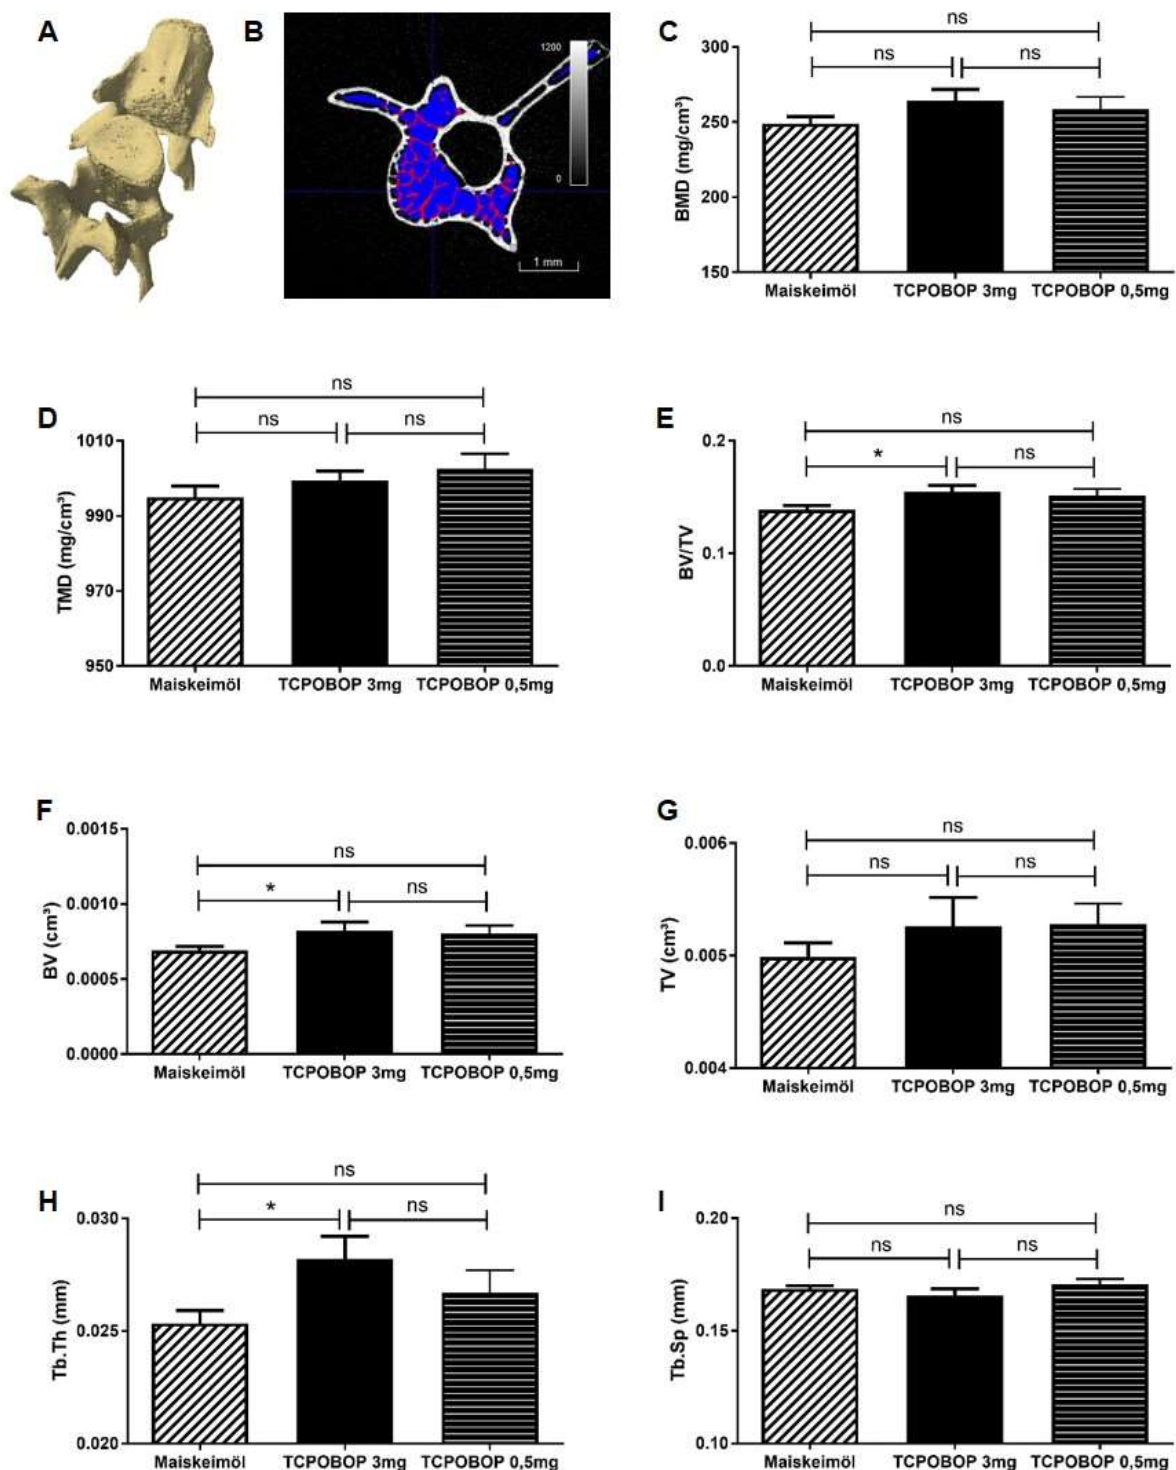 A
B
1200
0
1 mm
C
ns
ns
ns
300
250
200
150
BMD (mg/cm³)
Maiskeimöl
TCPOBOP 3mg
TCPOBOP 0,5mg
D
ns
ns
ns
1010
990
970
950
TMD (mg/cm³)
Maiskeimöl
TCPOBOP 3mg
TCPOBOP 0,5mg
E
ns
*
ns
0.2
0.1
0.0
BV/TV
Maiskeimöl
TCPOBOP 3mg
TCPOBOP 0,5mg
F
ns
*
ns
0.0015
0.0010
0.0005
0.0000
BV (cm³)
Maiskeimöl
TCPOBOP 3mg
TCPOBOP 0,5mg
G
ns
ns
ns
0.006
0.005
0.004
TV (cm³)
Maiskeimöl
TCPOBOP 3mg
TCPOBOP 0,5mg
H
ns
*
ns
0.030
0.025
0.020
Tb.Th (mm)
Maiskeimöl
TCPOBOP 3mg
TCPOBOP 0,5mg
I
ns
ns
ns
0.20
0.15
0.10
Tb.Sp (mm)
Maiskeimöl
TCPOBOP 3mg
TCPOBOP 0,5mg